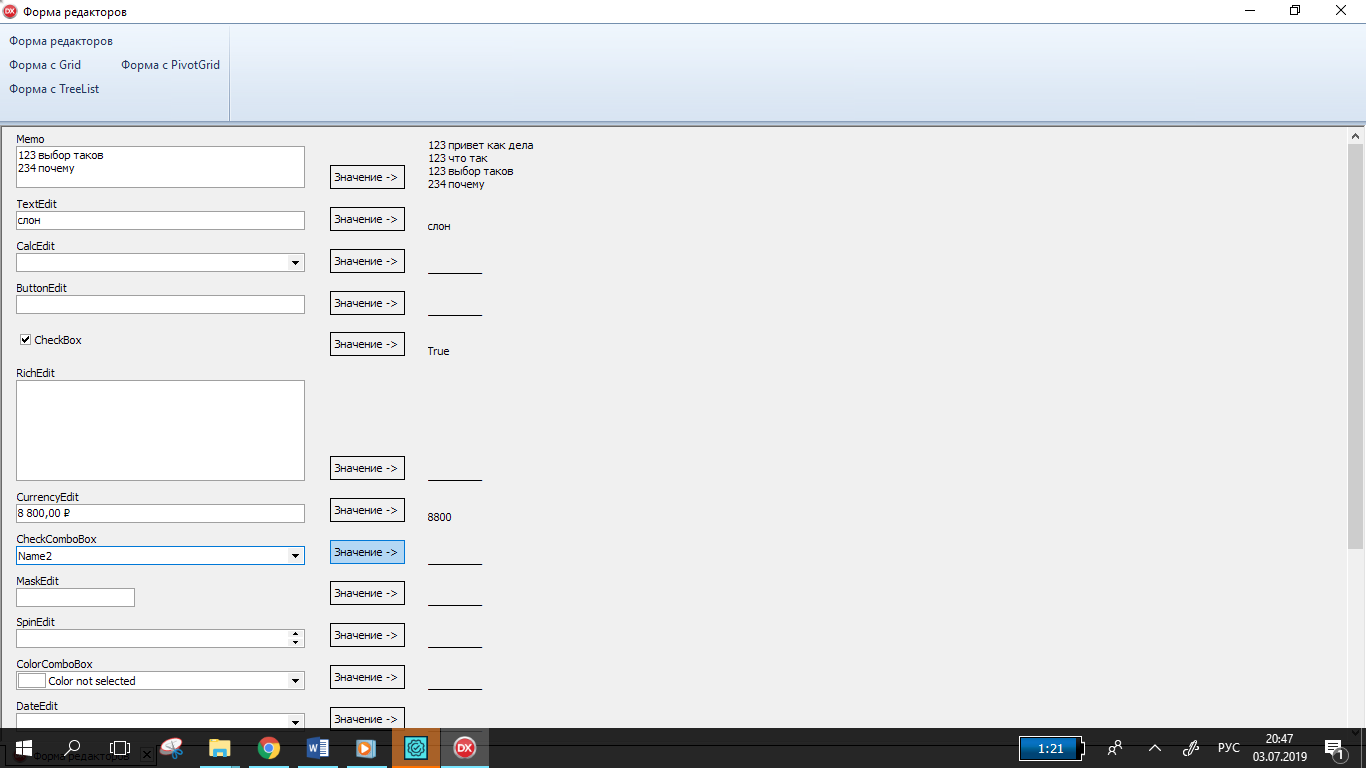 DX Форма редакторов
Форма редакторов
Форма с Grid Форма с PivotGrid
Форма с TreeList
Memo
123 выбор таков
234 почему
Значение ->
123 привет как дела
123 что так
123 выбор таков
234 почему
TextEdit
слон
Значение ->
слон
CalcEdit
Значение ->
ButtonEdit
Значение ->
CheckBox
Значение ->
True
RichEdit
Значение ->
CurrencyEdit
8 800,00 ₽
Значение ->
8800
CheckComboBox
Name2
Значение ->
MaskEdit
Значение ->
SpinEdit
Значение ->
ColorComboBox
Color not selected
Значение ->
DateEdit
Значение ->
Форма редакторов
W
DX
1:21
РУС
20:47
03.07.2019
1